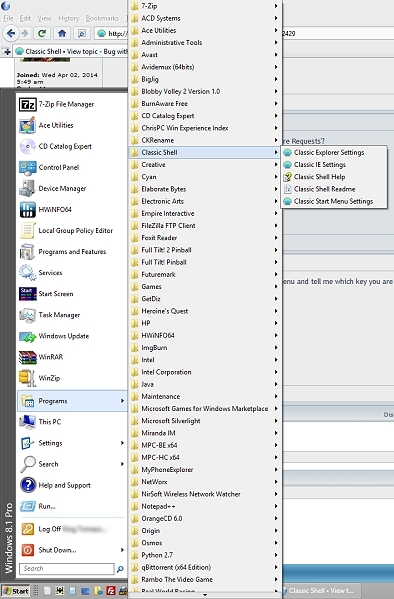 File Edit View History Bookmarks
http://
2429
Classic Shell • View topic - Bug with
Joined: Wed Apr 02, 2014
3:49 am
7-Zip File Manager
Ace Utilities
CD Catalog Expert
Control Panel
Device Manager
HWiNFO64
Local Group Policy Editor
Programs and Features
Services
Start Screen
Task Manager
Windows Update
WinRAR
WinZip
Programs
This PC
Settings
Search
Help and Support
Run...
Log Off
Shut Down...
Windows 8.1 Pro
7-Zip
ACD Systems
Ace Utilities
Administrative Tools
Avast
Avidemux (64bits)
BigJig
Blobby Volley 2 Version 1.0
BurnAware Free
CD Catalog Expert
ChrisPC Win Experience Index
CKRename
Classic Shell
Creative
Cyan
Elaborate Bytes
Electronic Arts
Empire Interactive
FileZilla FTP Client
Foxit Reader
Full Tilt! 2 Pinball
Full Tilt! Pinball
Futuremark
Games
GetDiz
Heroine's Quest
HP
HWiNFO64
ImgBurn
Intel
Intel Corporation
Java
Maintenance
Microsoft Games for Windows Marketplace
Microsoft Silverlight
Miranda IM
MPC-BE x64
MPC-HC x64
MyPhoneExplorer
NetWorx
NirSoft Wireless Network Watcher
Notepad++
OrangeCD 6.0
Origin
Osmos
Python 2.7
qBittorrent (x64 Edition)
Rambo The Video Game
Real World Racing
re Requests?
Classic Explorer Settings
Classic IE Settings
Classic Shell Help
Classic Shell Readme
Classic Start Menu Settings
enu and tell me which key you are
Dis
Start
Classic Shell • View t...